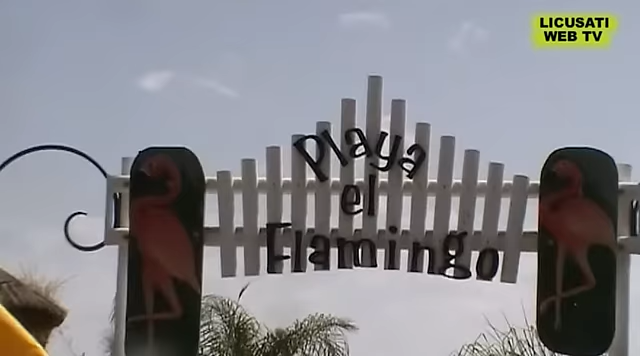 LICUSATI
WEB TV
Playa
el
Flamingo